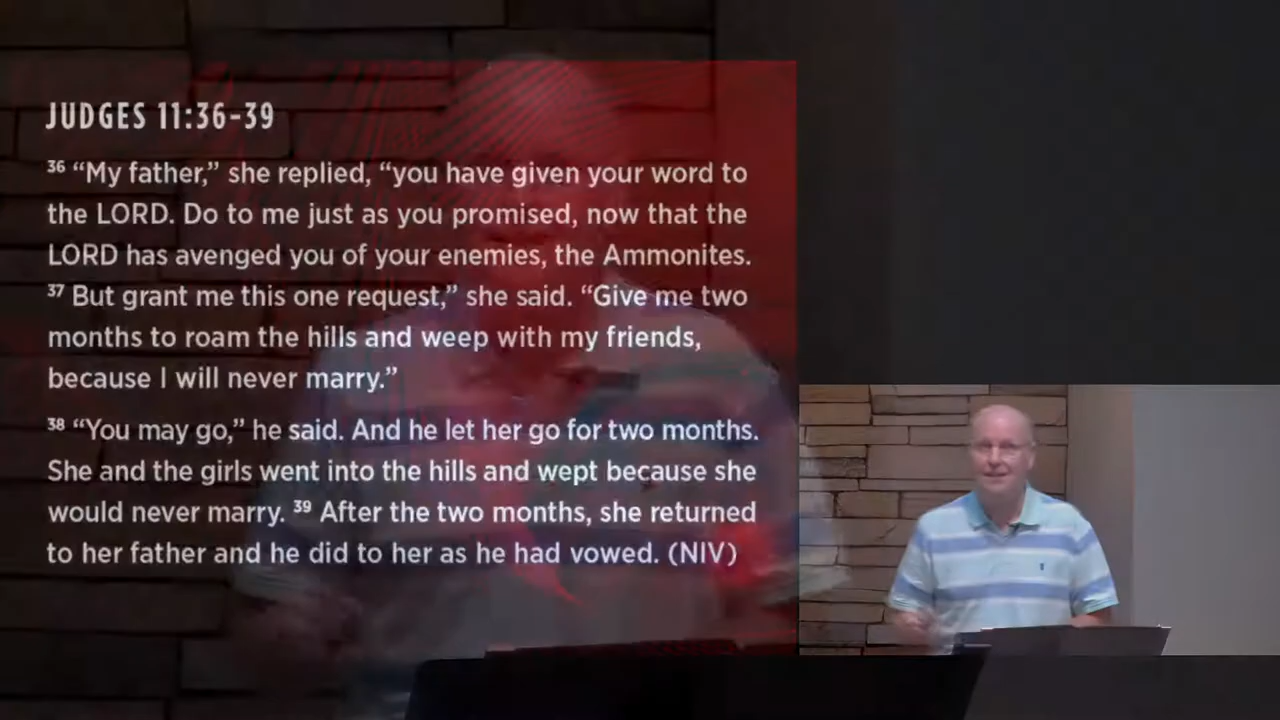 JUDGES 11:36-39
³⁶ “My father,” she replied, “you have given your word to
the LORD. Do to me just as you promised, now that the
LORD has avenged you of your enemies, the Ammonites.
³⁷ But grant me this one request,” she said. “Give me two
months to roam the hills and weep with my friends,
because I will never marry.”
³⁸ “You may go,” he said. And he let her go for two months.
She and the girls went into the hills and wept because she
would never marry. ³⁹ After the two months, she returned
to her father and he did to her as he had vowed. (NIV)